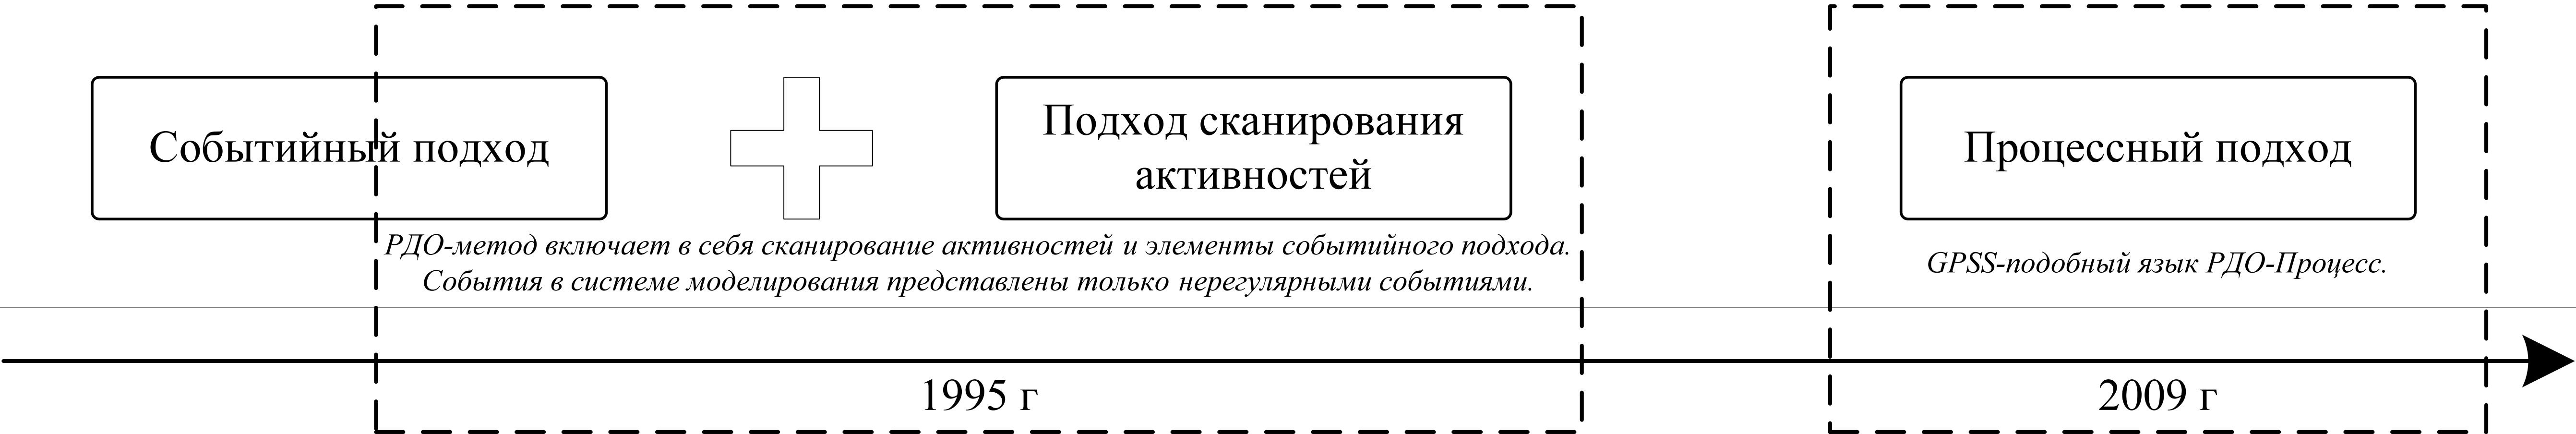 Событийный подход
Подход сканирования
активностей
РДО-метод включает в себя сканирование активностей и элементы событийного подхода.
События в системе моделирования представлены только нерегулярными событиями.
1995 г
Процессный подход
GPSS-подобный язык РДО-Процесс.
2009 г